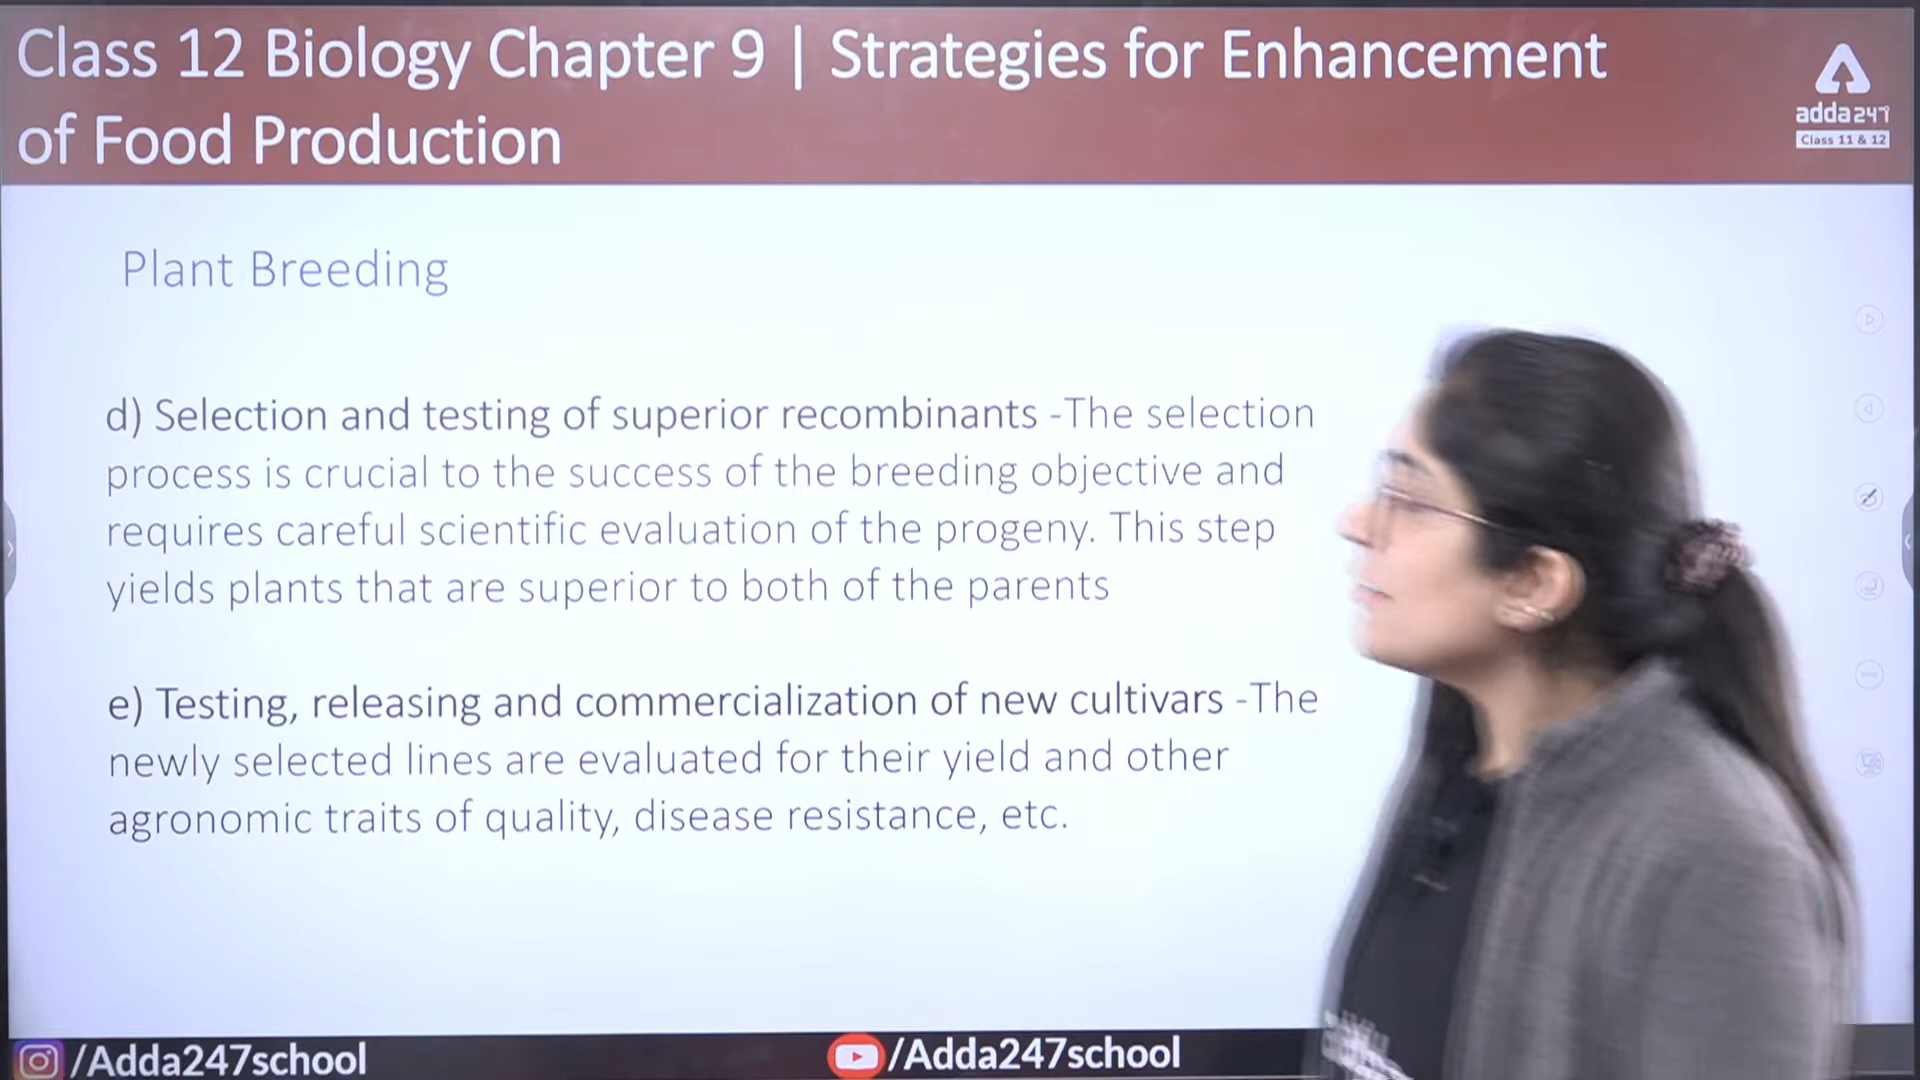 Class 12 Biology Chapter 9 | Strategies for Enhancement
of Food Production
adda247
Class 11 & 12
Plant Breeding
d) Selection and testing of superior recombinants -The selection
process is crucial to the success of the breeding objective and
requires careful scientific evaluation of the progeny. This step
yields plants that are superior to both of the parents
e) Testing, releasing and commercialization of new cultivars -The
newly selected lines are evaluated for their yield and other
agronomic traits of quality, disease resistance, etc.
/Adda247school
/Adda247school